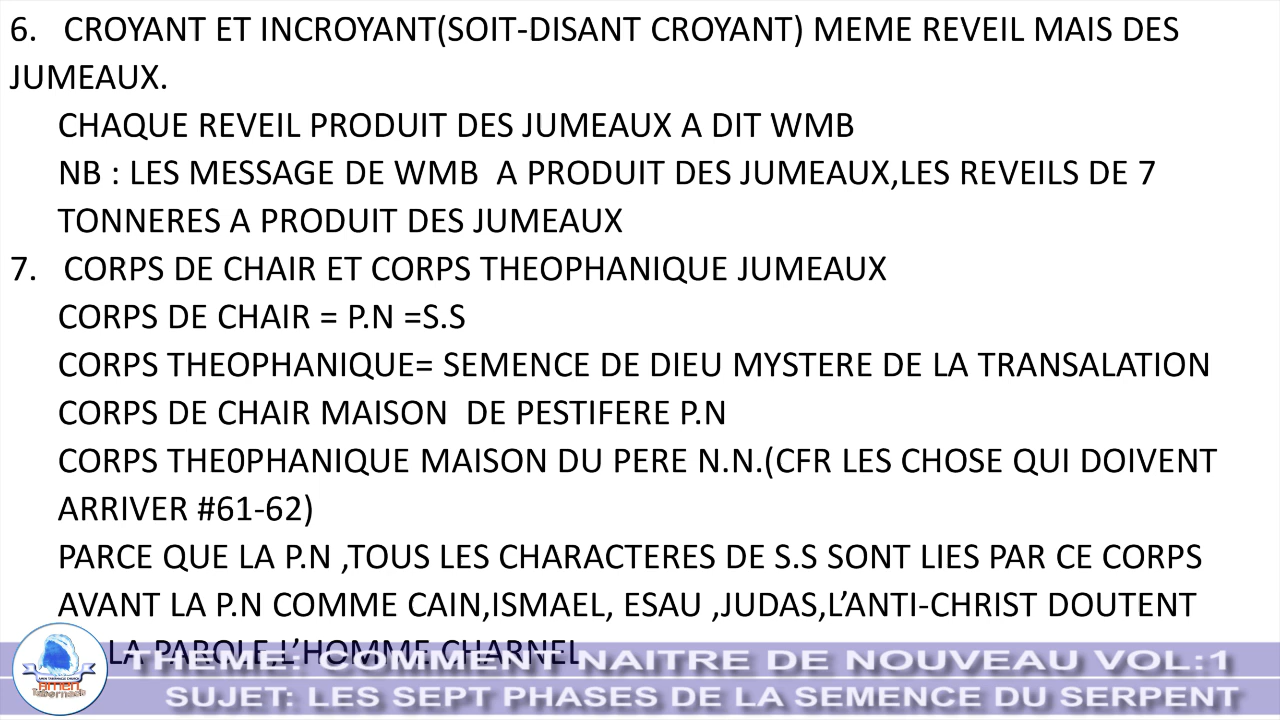 6. CROYANT ET INCROYANT(SOIT-DISANT CROYANT) MEME REVEIL MAIS DES
JUMEAUX.
CHAQUE REVEIL PRODUIT DES JUMEAUX A DIT WMB
NB : LES MESSAGE DE WMB A PRODUIT DES JUMEAUX,LES REVEILS DE 7
TONNERES A PRODUIT DES JUMEAUX
7. CORPS DE CHAIR ET CORPS THEOPHANIQUE JUMEAUX
CORPS DE CHAIR = P.N =S.S
CORPS THEOPHANIQUE= SEMENCE DE DIEU MYSTERE DE LA TRANSALATION
CORPS DE CHAIR MAISON DE PESTIFERE P.N
CORPS THE0PHANIQUE MAISON DU PERE N.N.(CFR LES CHOSE QUI DOIVENT
ARRIVER #61-62)
PARCE QUE LA P.N ,TOUS LES CHARACTERES DE S.S SONT LIES PAR CE CORPS
AVANT LA P.N COMME CAIN,ISMAEL, ESAU ,JUDAS,L’ANTI-CHRIST DOUTENT
LA PAROLE,L’HOMME CHARNEL
THEME: COMMENT NAITRE DE NOUVEAU VOL:1
SUJET: LES SEPT PHASES DE LA SEMENCE DU SERPENT
amen
Tabernacle